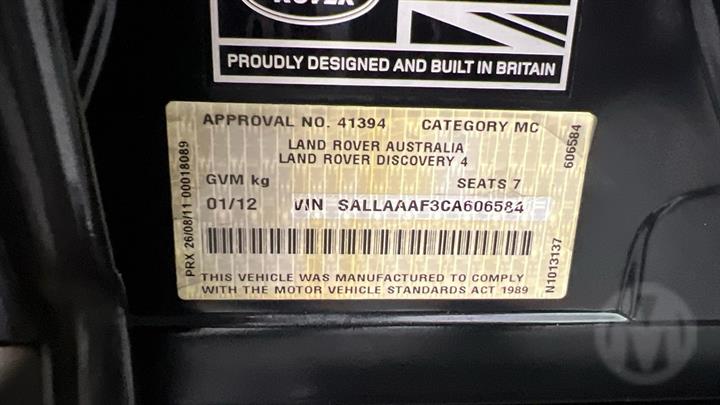 ROVER
PROUDLY DESIGNED AND BUILT IN BRITAIN
APPROVAL NO. 41394 CATEGORY MC
LAND ROVER AUSTRALIA
LAND ROVER DISCOVERY 4
GVM kg SEATS 7
01/12 VIN SALLAAAF3CA606584
THIS VEHICLE WAS MANUFACTURED TO COMPLY
WITH THE MOTOR VEHICLE STANDARDS ACT 1989
PRX 26/08/11 00018089
606584
N1013137
M